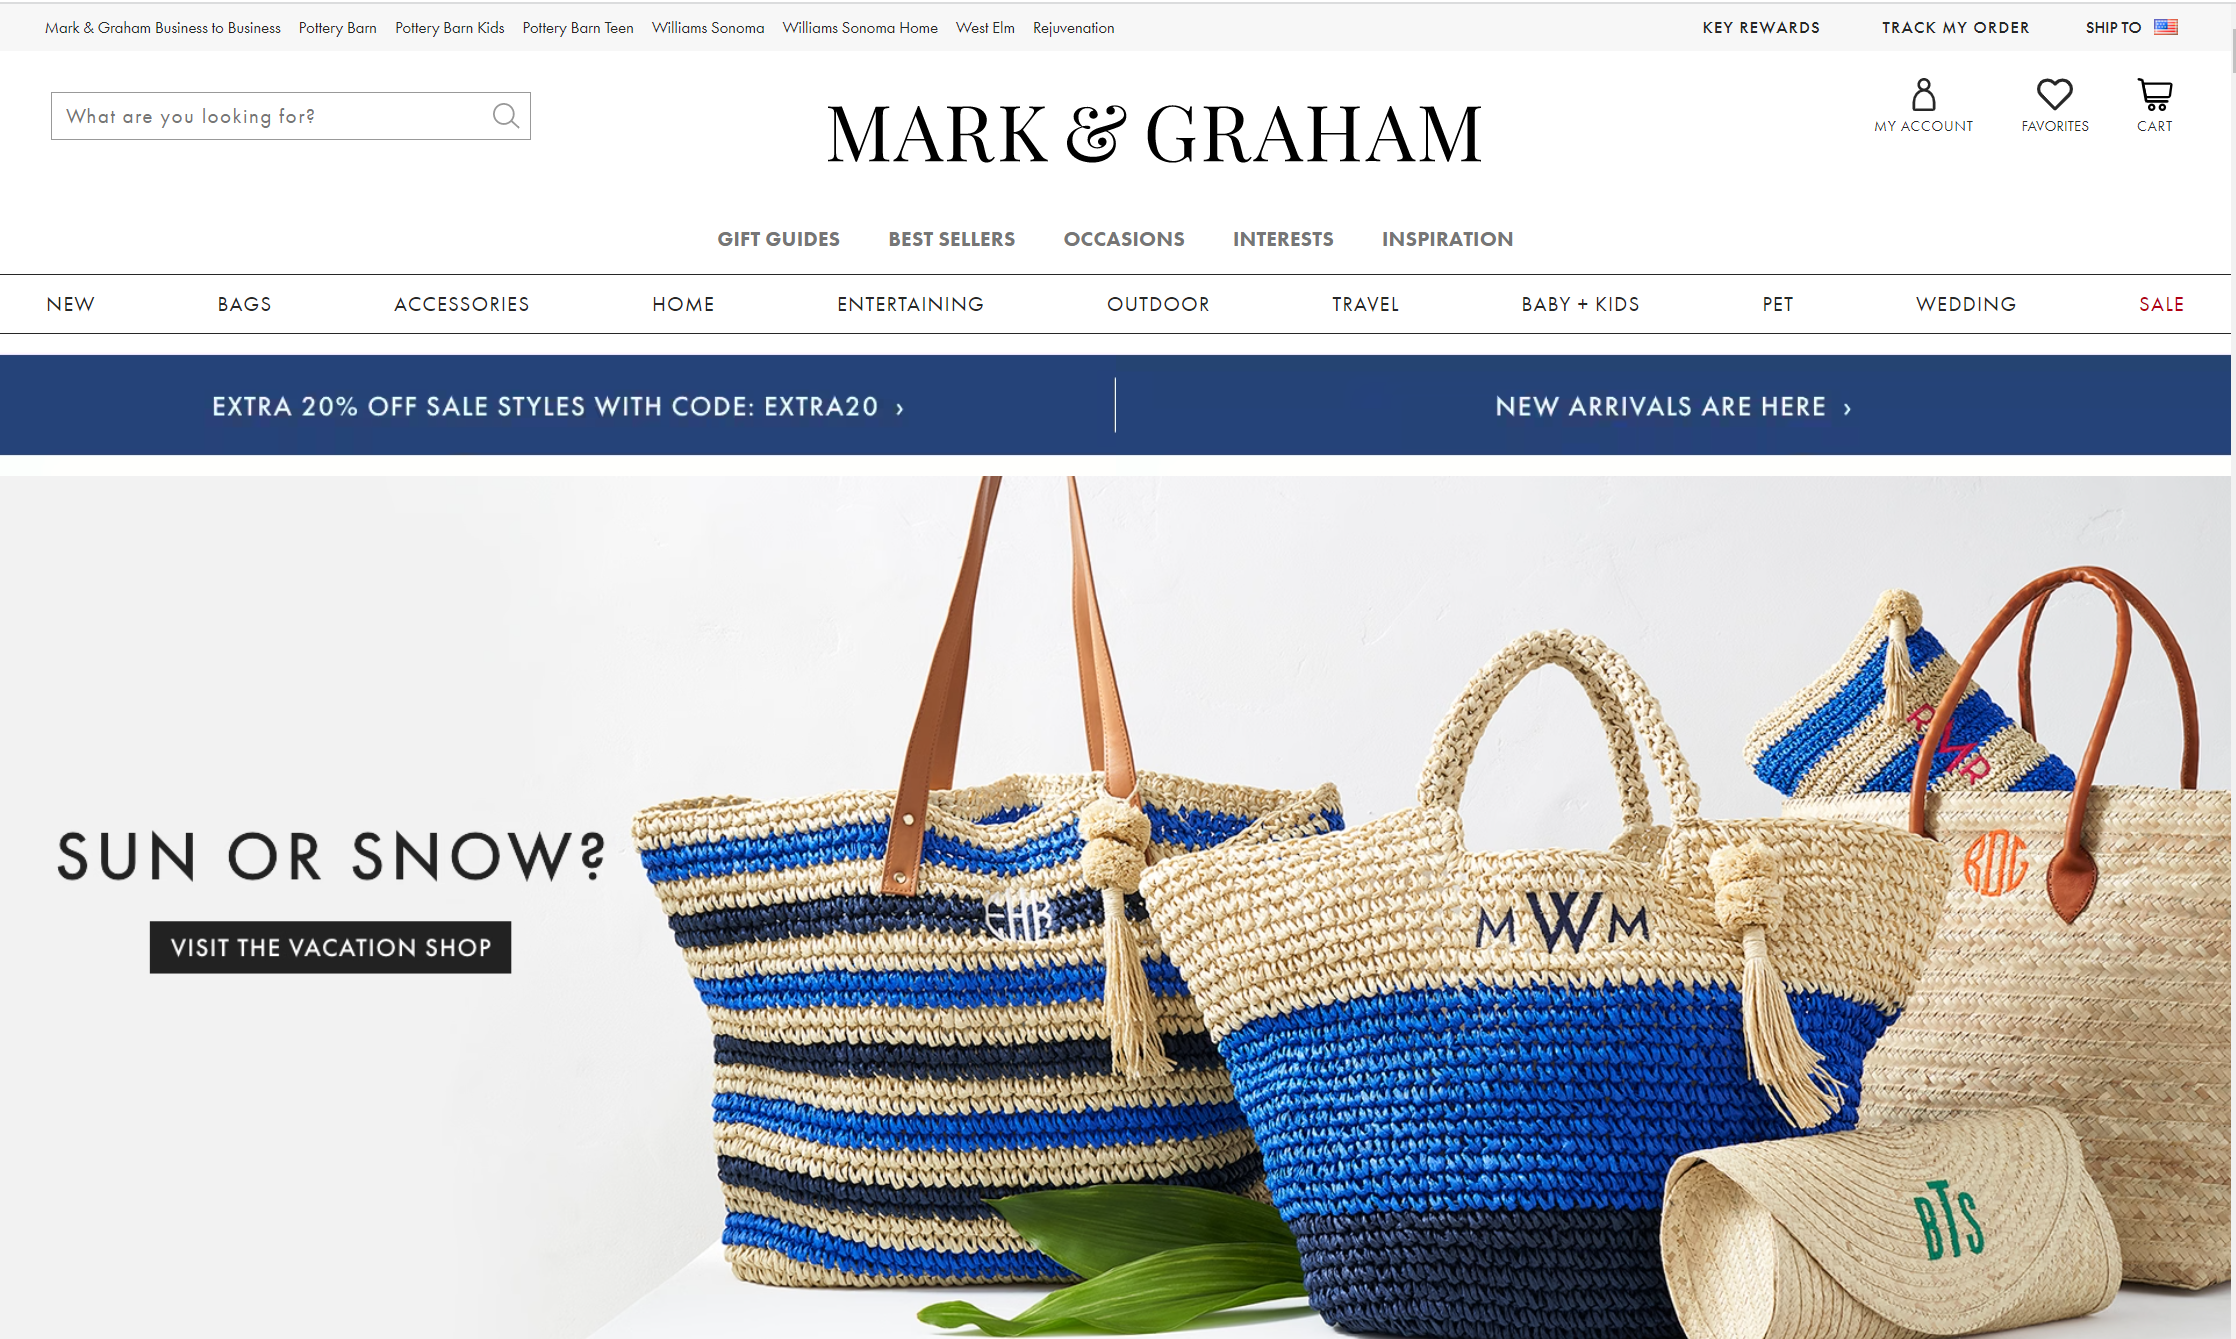 Mark & Graham Business to Business Pottery Barn Pottery Barn Kids Pottery Barn Teen Williams Sonoma Williams Sonoma Home West Elm Rejuvenation KEY REWARDS TRACK MY ORDER SHIP TO
What are you looking for?
MARK & GRAHAM
MY ACCOUNT FAVORITES CART
GIFT GUIDES BEST SELLERS OCCASIONS INTERESTS INSPIRATION
NEW BAGS ACCESSORIES HOME ENTERTAINING OUTDOOR TRAVEL BABY + KIDS PET WEDDING SALE
EXTRA 20% OFF SALE STYLES WITH CODE: EXTRA20 › NEW ARRIVALS ARE HERE ›
SUN OR SNOW?
VISIT THE VACATION SHOP
RMR
MWM
BTS